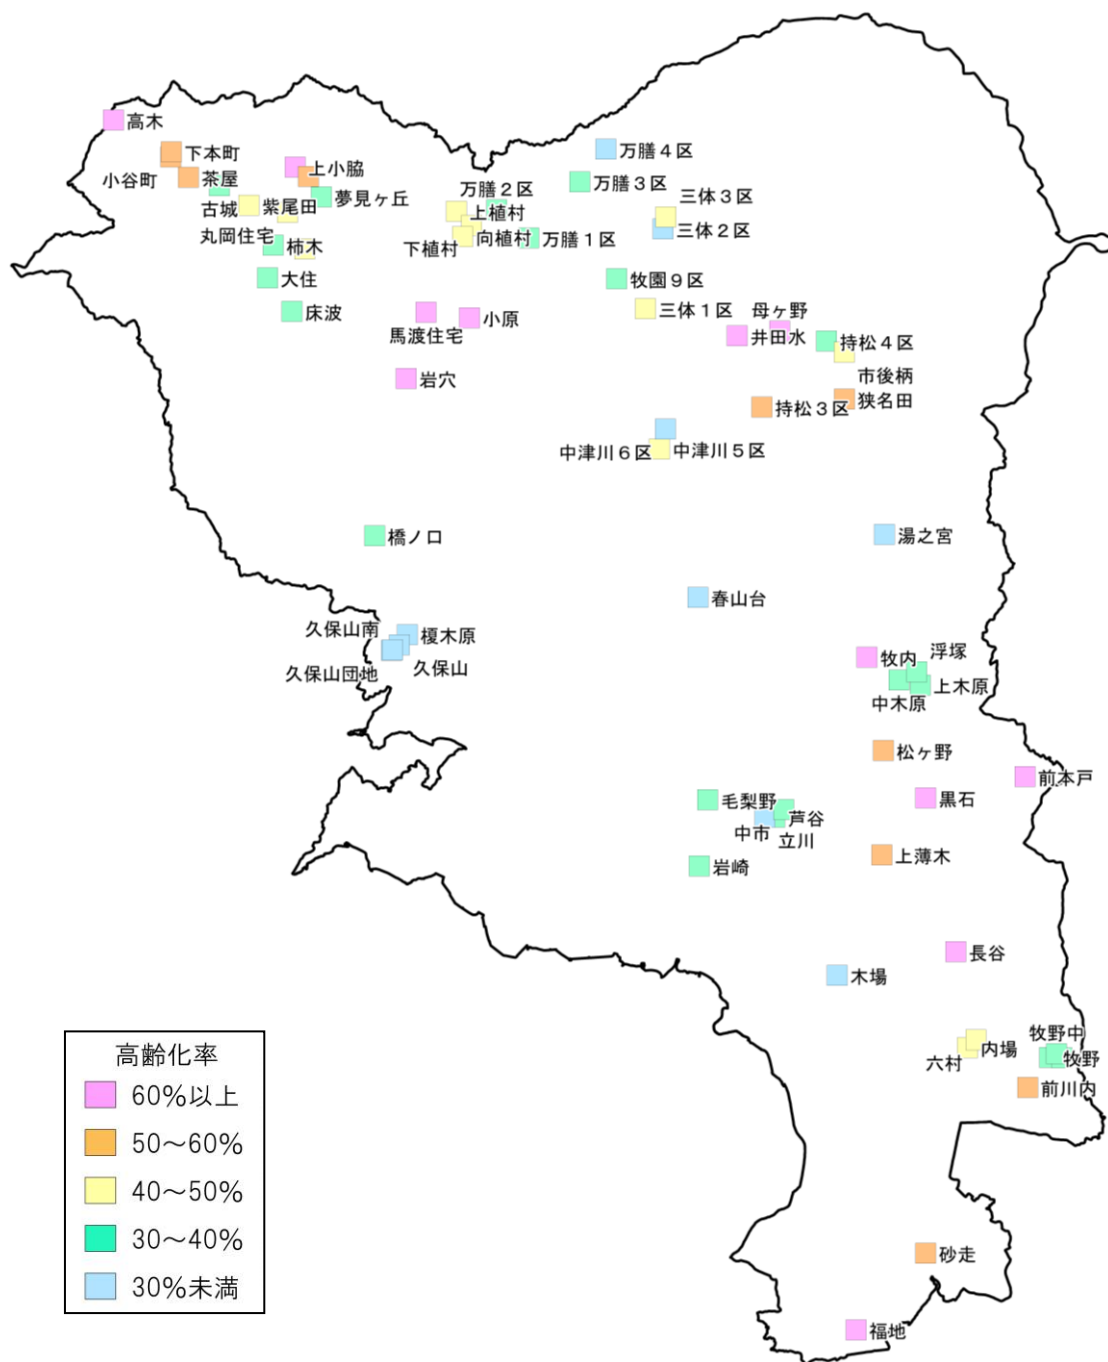 高木
下本町
小谷町
茶屋
上小脇
古城
紫尾田
夢見ヶ丘
丸岡住宅
柿木
大住
床波
万膳４区
万膳２区
万膳３区
上植村
三体３区
下植村
向植村
万膳１区
三体２区
牧園９区
三体１区
母ヶ野
馬渡住宅
小原
井田水
持松４区
岩穴
市後柄
持松３区
狭名田
中津川６区
中津川５区
橋ノ口
湯之宮
春山台
久保山南
榎木原
久保山団地
久保山
牧内
浮塚
中木原
上木原
松ヶ野
前本戸
毛梨野
黒石
芦谷
中市
立川
上薄木
岩崎
長谷
木場
牧野中
内場
六村
牧野
前川内
砂走
福地
高齢化率
60%以上
50～60%
40～50%
30～40%
30%未満